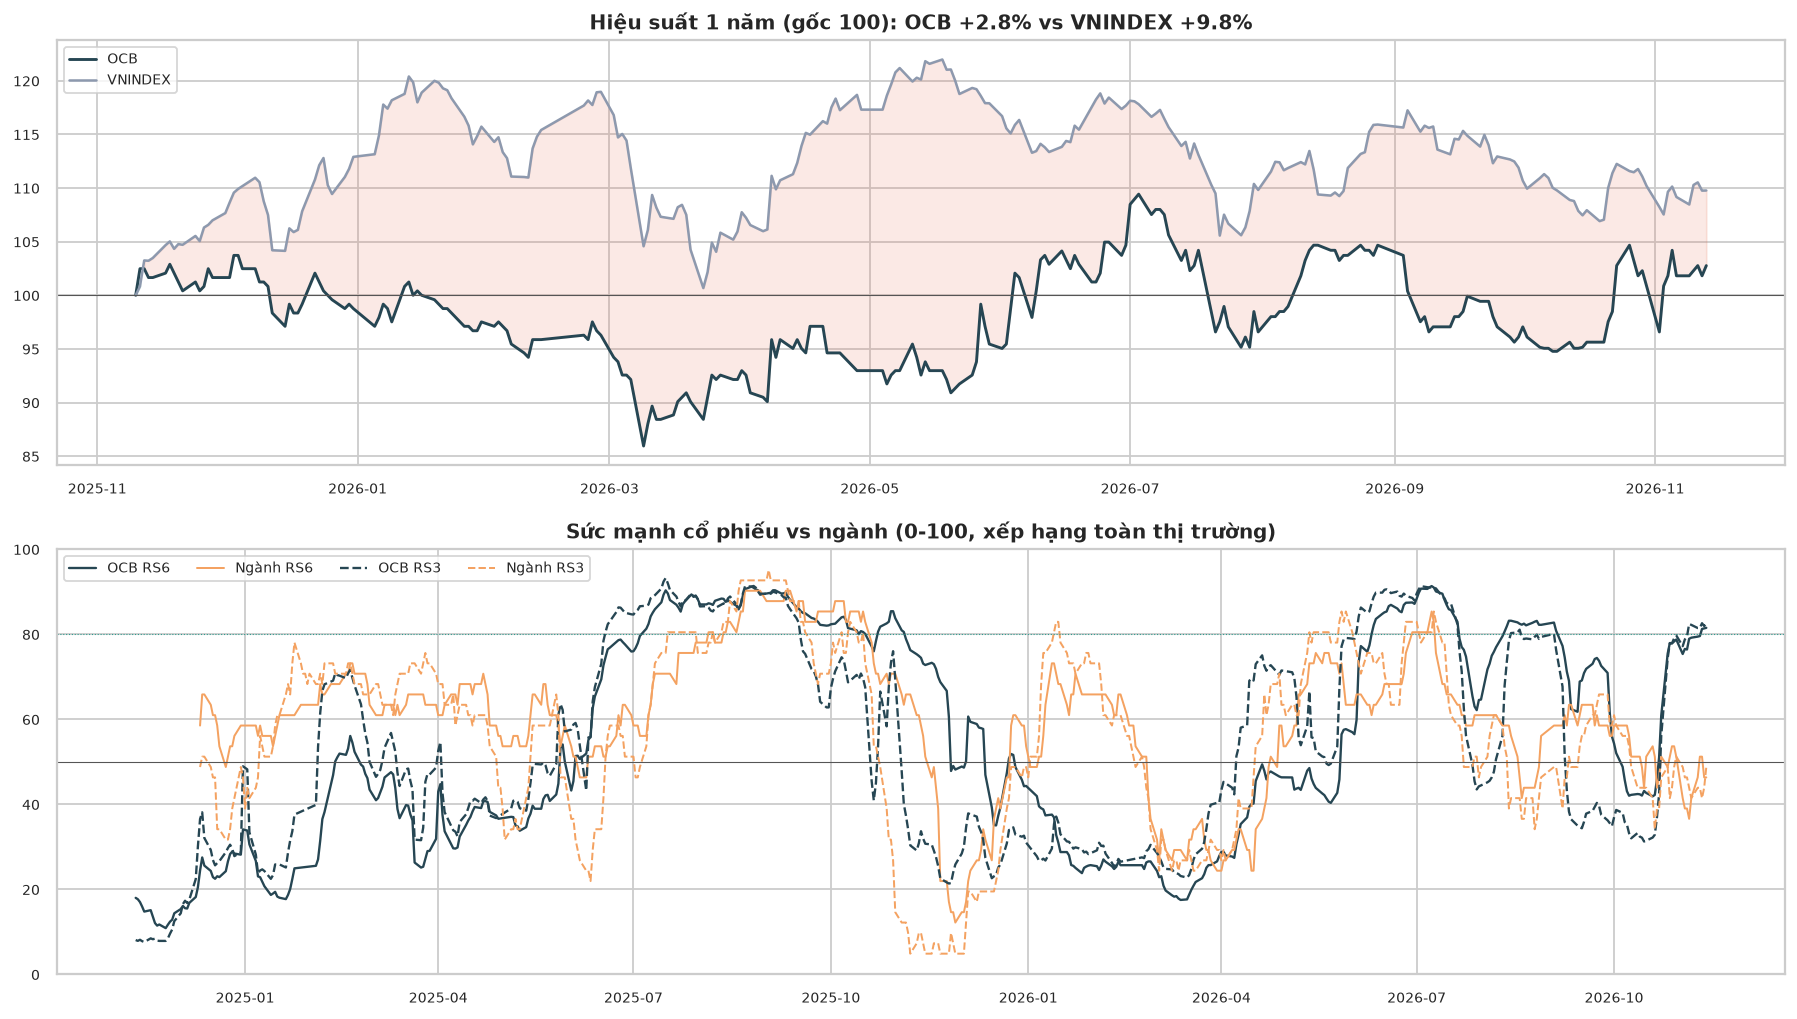 Hiệu suất 1 năm (gốc 100): OCB +2.8% vs VNINDEX +9.8%
OCB
VNINDEX
120
115
110
105
100
95
90
85
2025-11 2026-01 2026-03 2026-05 2026-07 2026-09 2026-11
Sức mạnh cổ phiếu vs ngành (0-100, xếp hạng toàn thị trường)
OCB RS6 Ngành RS6 OCB RS3 Ngành RS3
100
80
60
40
20
0
2025-01 2025-04 2025-07 2025-10 2026-01 2026-04 2026-07 2026-10